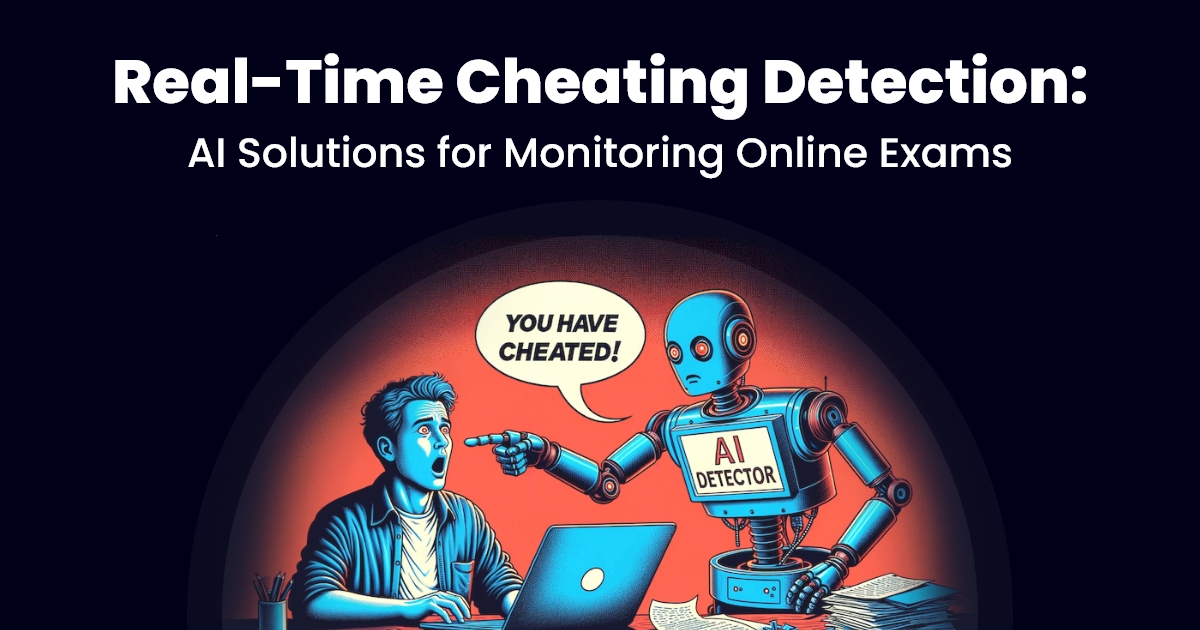 Real-Time Cheating Detection:
AI Solutions for Monitoring Online Exams
YOU HAVE
CHEATED!
AI
DETECTOR